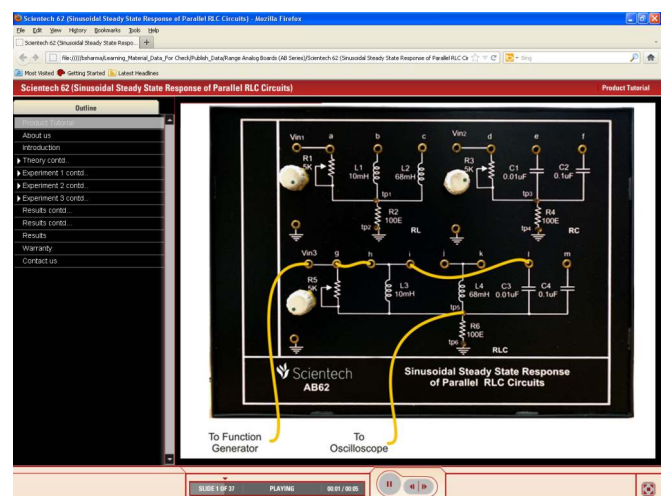 Scientech 62 (Sinusoidal Steady State Response of Parallel RLC Circuits) - Mozilla Firefox
File Edit View History Bookmarks Tools Help
Scientech 62 (Sinusoidal Steady State Respo... +
Most Visited Getting Started Latest Headlines
Scientech 62 (Sinusoidal Steady State Response of Parallel RLC Circuits) Product Tutorial
Outline
Product Tutorial
About us
Introduction
Theory contd..
Experiment 1 contd..
Experiment 2 contd..
Experiment 3 contd..
Results contd...
Results contd...
Results
Warranty
Contact us
Vin1 a b c Vin2 d e f
R1 5K L1 10mH L2 68mH R3 5K C1 0.01uF C2 0.1uF
tp1 tp3
R2 100E R4 100E
tp2 RL tp4 RC
Vin3 g h i j k l m
R5 5K L3 10mH L4 68mH C3 0.01uF C4 0.1uF
tp5
R6 100E
tp6 RLC
Scientech AB62
Sinusoidal Steady State Response of Parallel RLC Circuits
To Function Generator
To Oscilloscope
SLIDE 1 OF 37 PLAYING 00:01 / 00:05